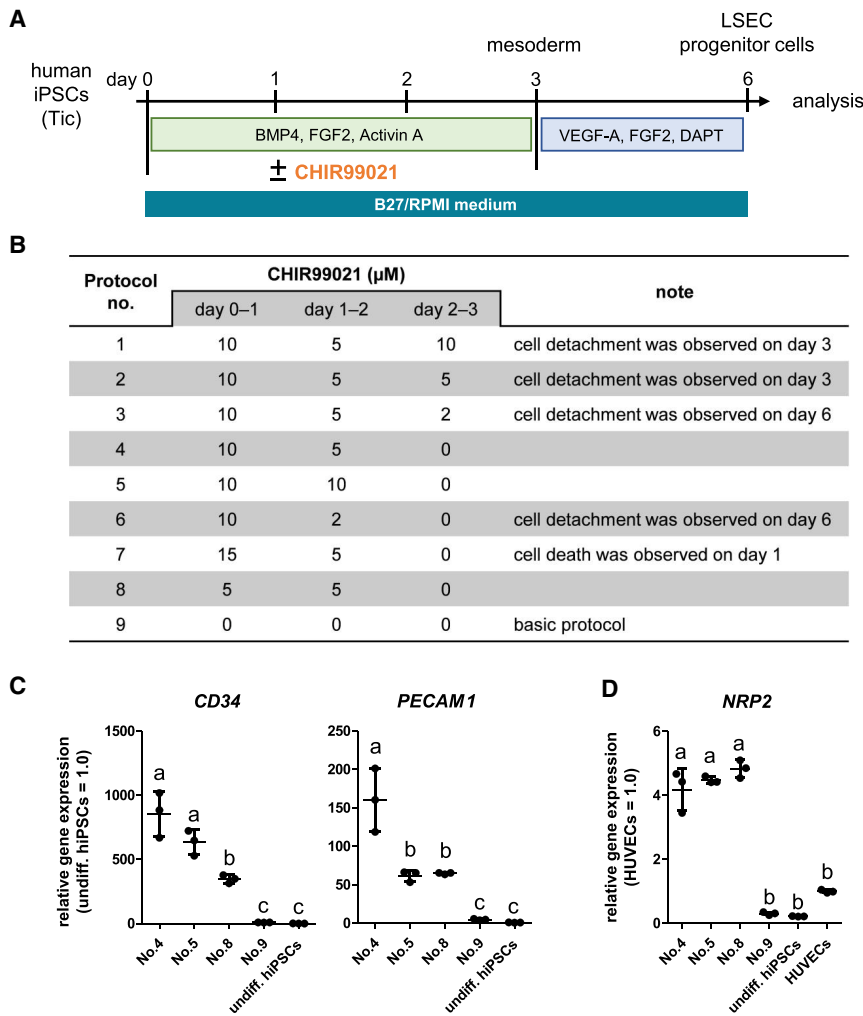 A
LSEC
mesoderm progenitor cells
human
iPSCs
(Tic)
day 0 1 2 3 6
analysis
BMP4, FGF2, Activin A VEGF-A, FGF2, DAPT
± CHIR99021
B27/RPMI medium
B
Protocol no. CHIR99021 (µM) note
day 0–1 day 1–2 day 2–3
1 10 5 10 cell detachment was observed on day 3
2 10 5 5 cell detachment was observed on day 3
3 10 5 2 cell detachment was observed on day 6
4 10 5 0
5 10 10 0
6 10 2 0 cell detachment was observed on day 6
7 15 5 0 cell death was observed on day 1
8 5 5 0
9 0 0 0 basic protocol
C
CD34
relative gene expression
(undiff. hiPSCs = 1.0)
1500
1000
500
0
a a b c c
No.4 No.5 No.8 No.9 undiff. hiPSCs
PECAM1
250
200
150
100
50
0
a b b c c
No.4 No.5 No.8 No.9 undiff. hiPSCs
D
NRP2
relative gene expression
(HUVECs = 1.0)
6
4
2
0
a a a b b b
No.4 No.5 No.8 No.9 undiff. hiPSCs HUVECs